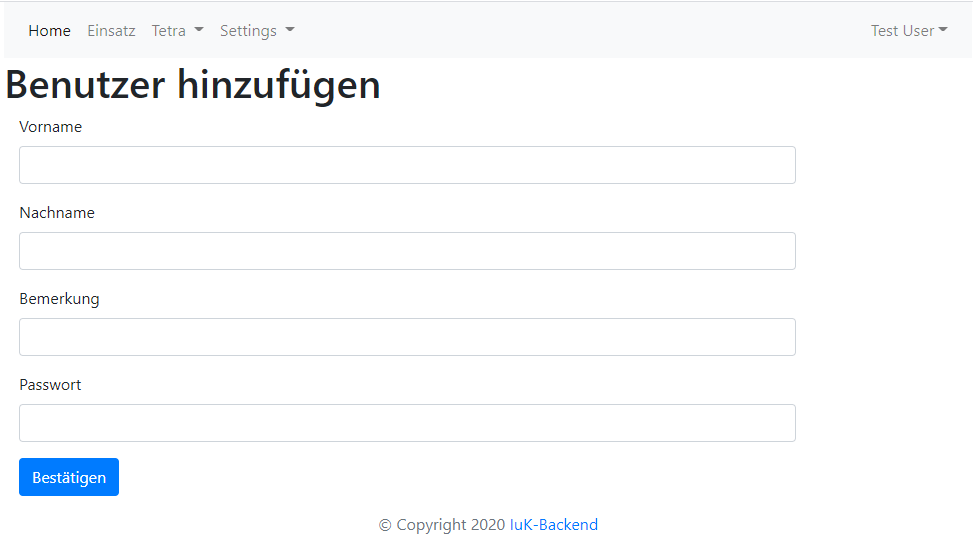 Home Einsatz Tetra Settings Test User
Benutzer hinzufügen
Vorname
Nachname
Bemerkung
Passwort
Bestätigen
© Copyright 2020 IuK-Backend